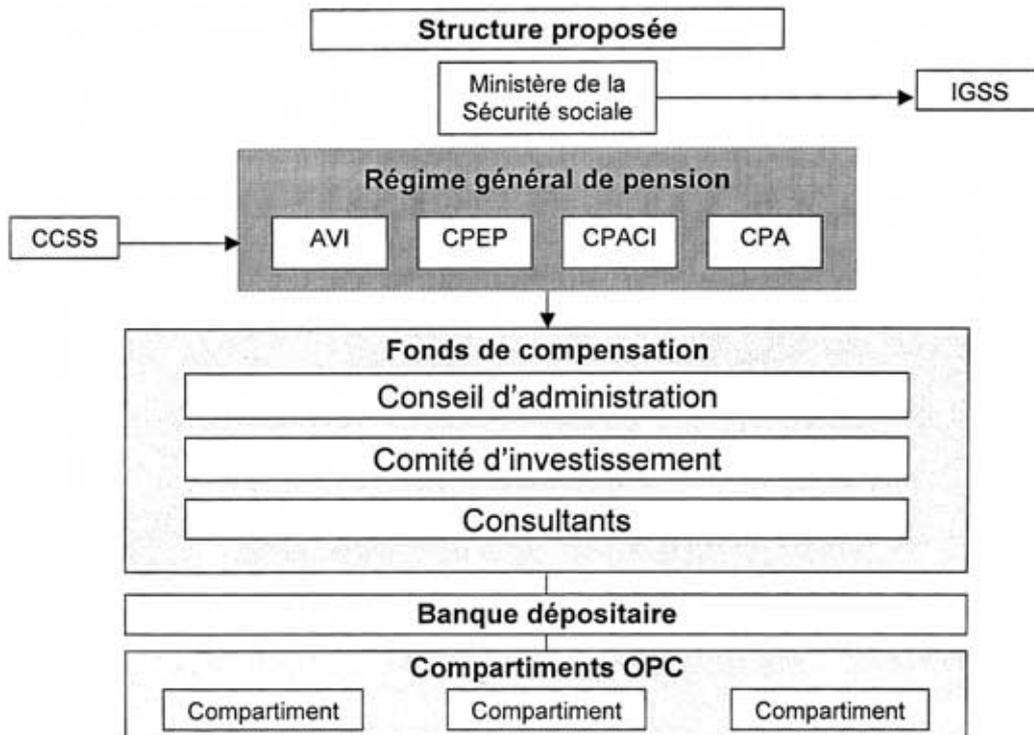 Structure proposée
Ministère de la
Sécurité sociale
IGSS
Régime général de pension
CCSS
AVI
CPEP
CPACI
CPA
Fonds de compensation
Conseil d'administration
Comité d'investissement
Consultants
Banque dépositaire
Compartiments OPC
Compartiment
Compartiment
Compartiment